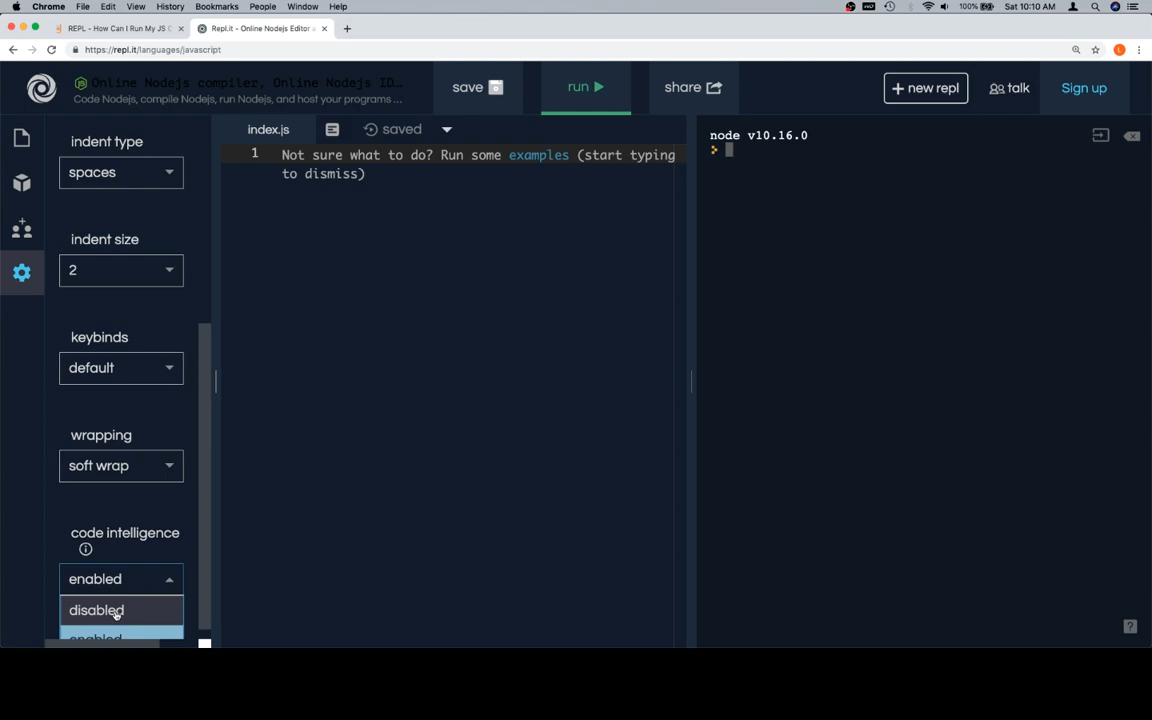 Chrome File Edit View History Bookmarks People Window Help
100% Sat 10:10 AM
REPL - How Can I Run My JS C
Repl.it - Online Nodejs Editor a
https://repl.it/languages/javascript
Online Nodejs compiler, Online Nodejs ID...
Code Nodejs, compile Nodejs, run Nodejs, and host your programs ...
save
run
share
+ new repl
talk
Sign up
indent type
spaces
indent size
2
keybinds
default
wrapping
soft wrap
code intelligence
enabled
disabled
enabled
index.js
saved
1 Not sure what to do? Run some examples (start typing
to dismiss)
node v10.16.0